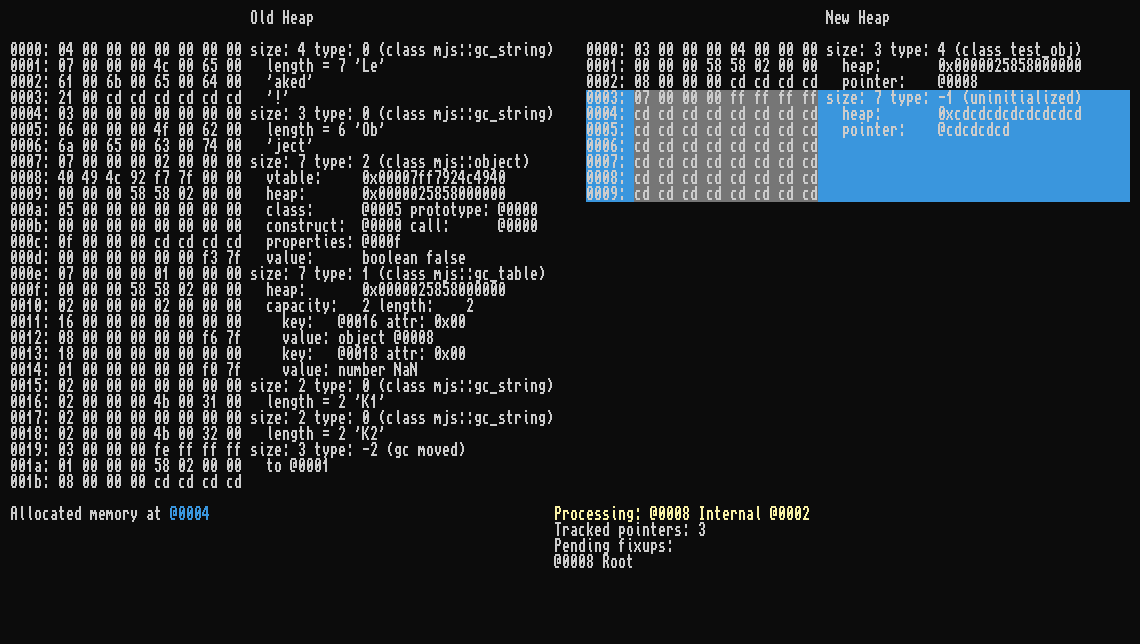 Old Heap
0000: 04 00 00 00 00 00 00 00 size: 4 type: 0 (class mjs::gc_string)
0001: 07 00 00 00 4c 00 65 00 length = 7 'Le'
0002: 61 00 6b 00 65 00 64 00 'aked'
0003: 21 00 cd cd cd cd cd cd '!'
0004: 03 00 00 00 00 00 00 00 size: 3 type: 0 (class mjs::gc_string)
0005: 06 00 00 00 4f 00 62 00 length = 6 'Ob'
0006: 6a 00 65 00 63 00 74 00 'ject'
0007: 07 00 00 00 02 00 00 00 size: 7 type: 2 (class mjs::object)
0008: 40 49 4c 92 f7 7f 00 00 vtable: 0x00007ff7924c4940
0009: 00 00 00 58 58 02 00 00 heap: 0x0000025858000000
000a: 05 00 00 00 00 00 00 00 class: @0005 prototype: @0000
000b: 00 00 00 00 00 00 00 00 construct: @0000 call: @0000
000c: 0f 00 00 00 cd cd cd cd properties: @000f
000d: 00 00 00 00 00 00 f3 7f value: boolean false
000e: 07 00 00 00 01 00 00 00 size: 7 type: 1 (class mjs::gc_table)
000f: 00 00 00 58 58 02 00 00 heap: 0x0000025858000000
0010: 02 00 00 00 02 00 00 00 capacity: 2 length: 2
0011: 16 00 00 00 00 00 00 00 key: @0016 attr: 0x00
0012: 08 00 00 00 00 00 f6 7f value: object @0008
0013: 18 00 00 00 00 00 00 00 key: @0018 attr: 0x00
0014: 01 00 00 00 00 00 f0 7f value: number NaN
0015: 02 00 00 00 00 00 00 00 size: 2 type: 0 (class mjs::gc_string)
0016: 02 00 00 00 4b 00 31 00 length = 2 'K1'
0017: 02 00 00 00 00 00 00 00 size: 2 type: 0 (class mjs::gc_string)
0018: 02 00 00 00 4b 00 32 00 length = 2 'K2'
0019: 03 00 00 00 fe ff ff ff size: 3 type: -2 (gc moved)
001a: 01 00 00 00 58 02 00 00 to @0001
001b: 08 00 00 00 cd cd cd cd
Allocated memory at @0004
New Heap
0000: 03 00 00 00 04 00 00 00 size: 3 type: 4 (class test_obj)
0001: 00 00 00 58 58 02 00 00 heap: 0x0000025858000000
0002: 08 00 00 00 cd cd cd cd pointer: @0008
0003: 07 00 00 00 ff ff ff ff size: 7 type: -1 (uninitialized)
0004: cd cd cd cd cd cd cd cd heap: 0xcdcdcdcdcdcdcdcd
0005: cd cd cd cd cd cd cd cd pointer: @cdcdcdcd
0006: cd cd cd cd cd cd cd cd
0007: cd cd cd cd cd cd cd cd
0008: cd cd cd cd cd cd cd cd
0009: cd cd cd cd cd cd cd cd
Processing: @0008 Internal @0002
Tracked pointers: 3
Pending fixups:
@0008 Root